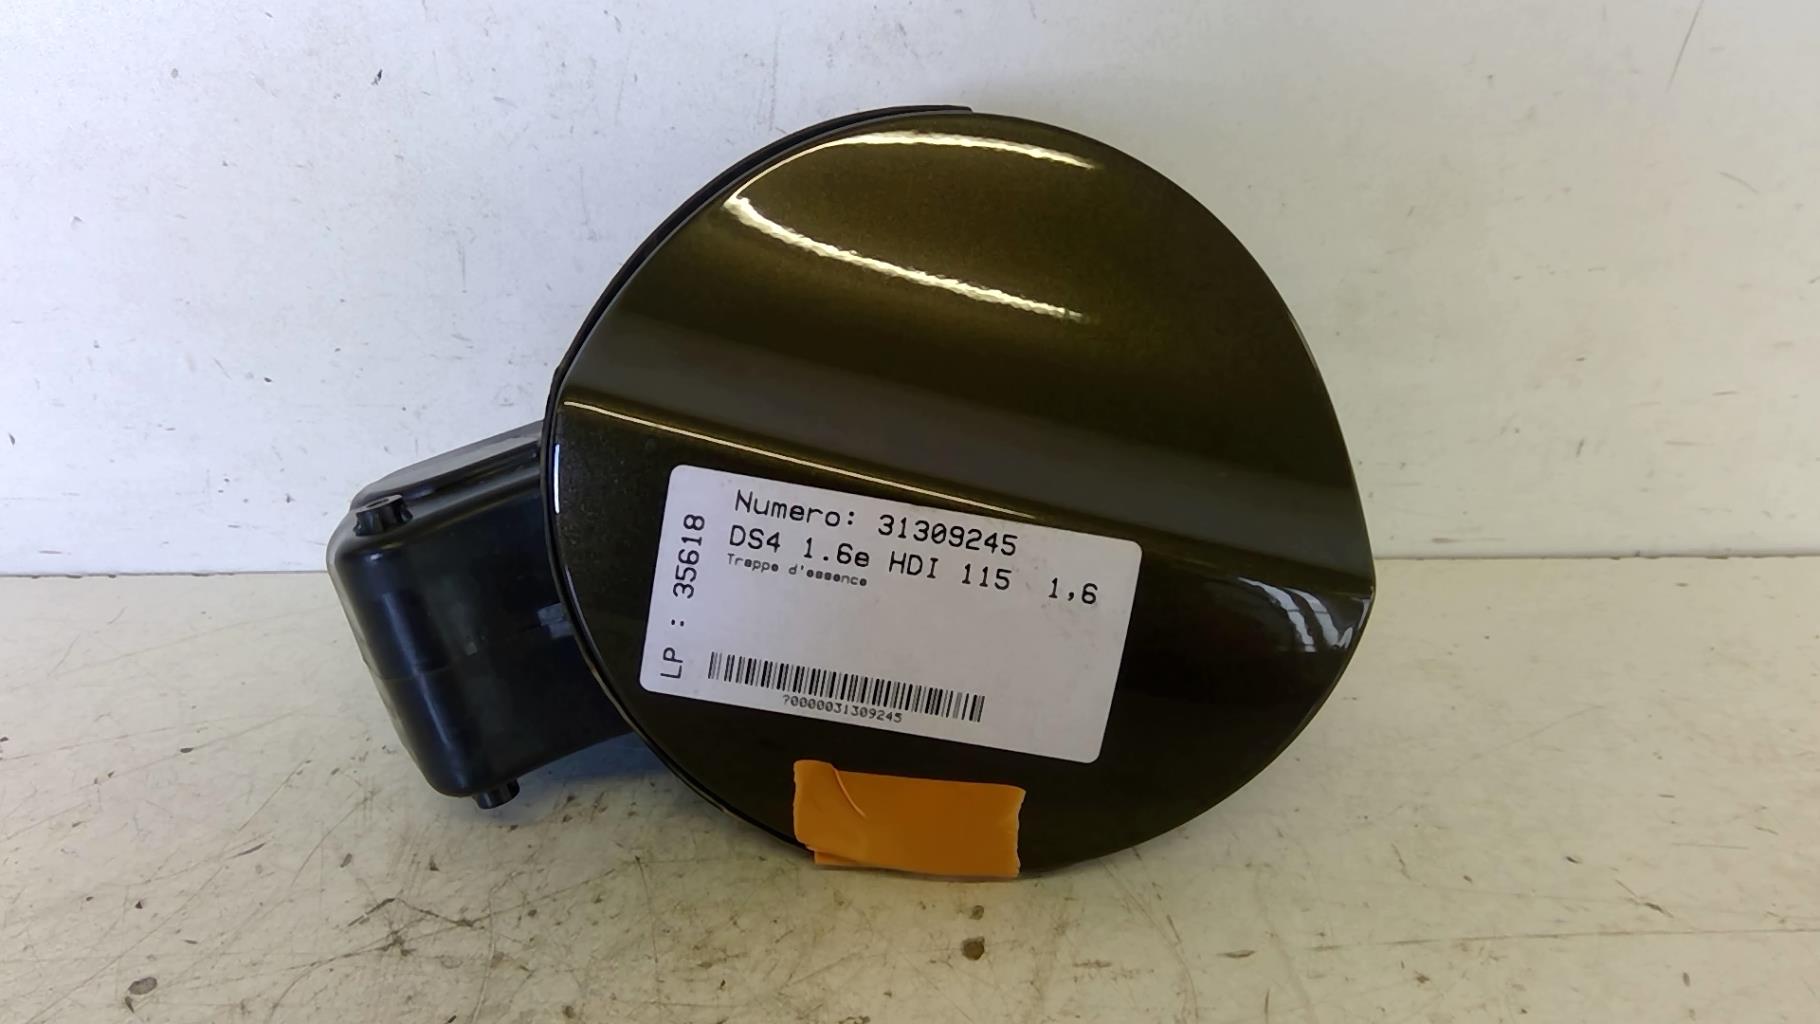 Numero: 31309245
DS4 1.6e HDI 115 1,6
Trappe d'essence
LP : 35618
?0000031309245